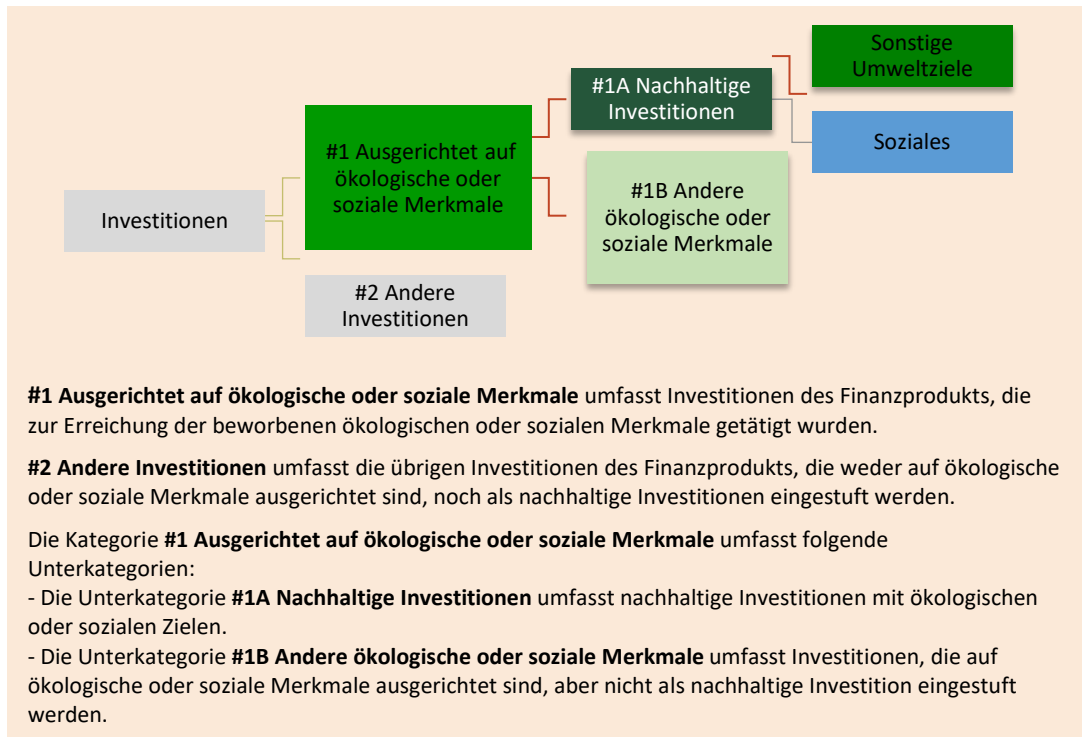 Sonstige
Umweltziele
#1A Nachhaltige
Investitionen
Soziales
#1 Ausgerichtet auf
ökologische oder
soziale Merkmale
#1B Andere
ökologische oder
soziale Merkmale
Investitionen
#2 Andere
Investitionen
#1 Ausgerichtet auf ökologische oder soziale Merkmale umfasst Investitionen des Finanzprodukts, die
zur Erreichung der beworbenen ökologischen oder sozialen Merkmale getätigt wurden.
#2 Andere Investitionen umfasst die übrigen Investitionen des Finanzprodukts, die weder auf ökologische
oder soziale Merkmale ausgerichtet sind, noch als nachhaltige Investitionen eingestuft werden.
Die Kategorie #1 Ausgerichtet auf ökologische oder soziale Merkmale umfasst folgende
Unterkategorien:
- Die Unterkategorie #1A Nachhaltige Investitionen umfasst nachhaltige Investitionen mit ökologischen
oder sozialen Zielen.
- Die Unterkategorie #1B Andere ökologische oder soziale Merkmale umfasst Investitionen, die auf
ökologische oder soziale Merkmale ausgerichtet sind, aber nicht als nachhaltige Investition eingestuft
werden.